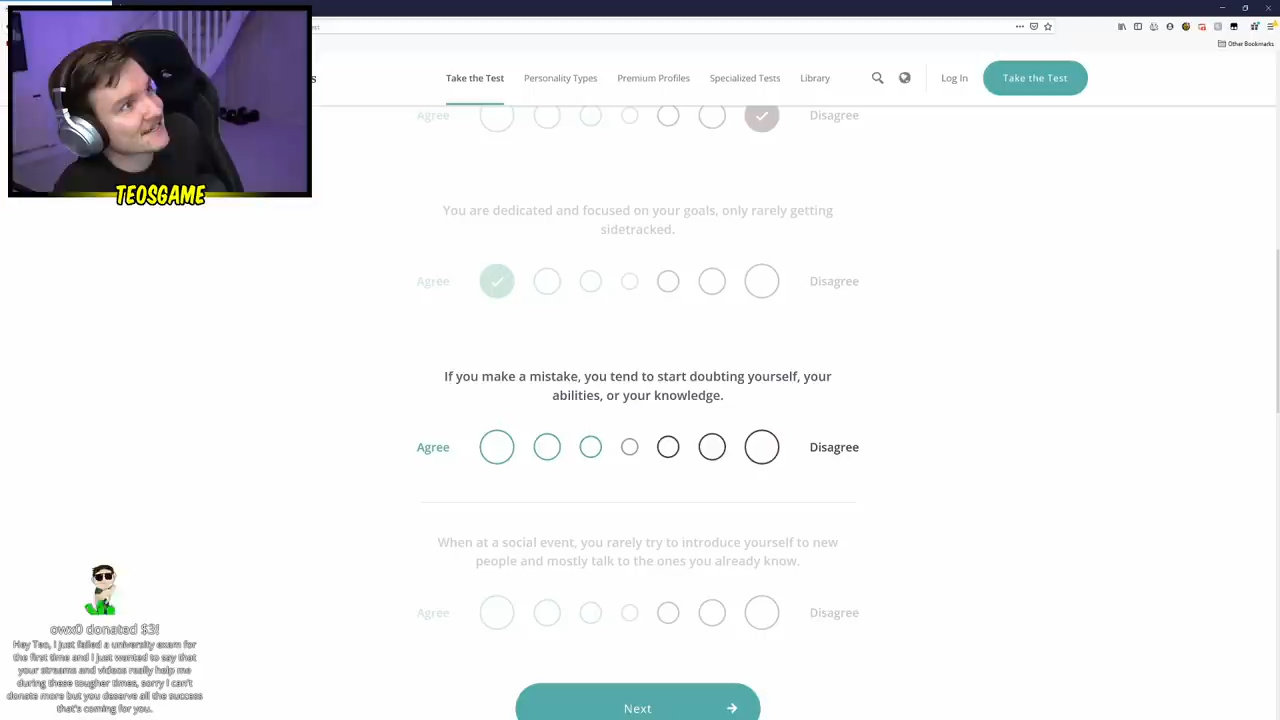 Other Bookmarks
s
Take the Test
Personality Types
Premium Profiles
Specialized Tests
Library
Log In
Take the Test
Agree
Disagree
TEOSGAME
You are dedicated and focused on your goals, only rarely getting
sidetracked.
Agree
Disagree
If you make a mistake, you tend to start doubting yourself, your
abilities, or your knowledge.
Agree
Disagree
When at a social event, you rarely try to introduce yourself to new
people and mostly talk to the ones you already know.
Agree
Disagree
owx0 donated $3!
Hey Teo, I just failed a university exam for
the first time and I just wanted to say that
your streams and videos really help me
during these tougher times, sorry I can't
donate more but you deserve all the success
that's coming for you.
Next